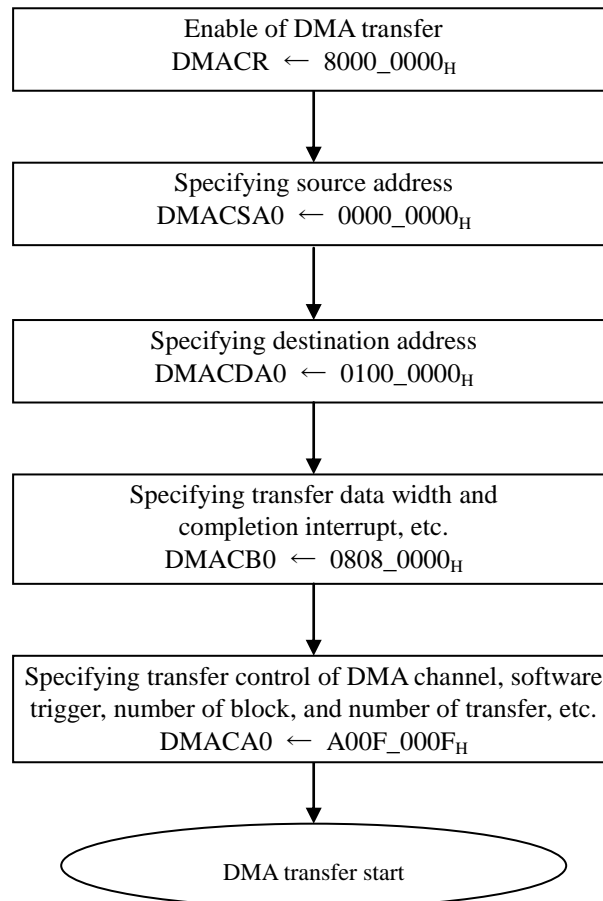 Enable of DMA transfer
DMACR ← 8000_0000H
Specifying source address
DMACSA0 ← 0000_0000H
Specifying destination address
DMACDA0 ← 0100_0000H
Specifying transfer data width and
completion interrupt, etc.
DMACB0 ← 0808_0000H
Specifying transfer control of DMA channel, software
trigger, number of block, and number of transfer, etc.
DMACA0 ← A00F_000FH
DMA transfer start